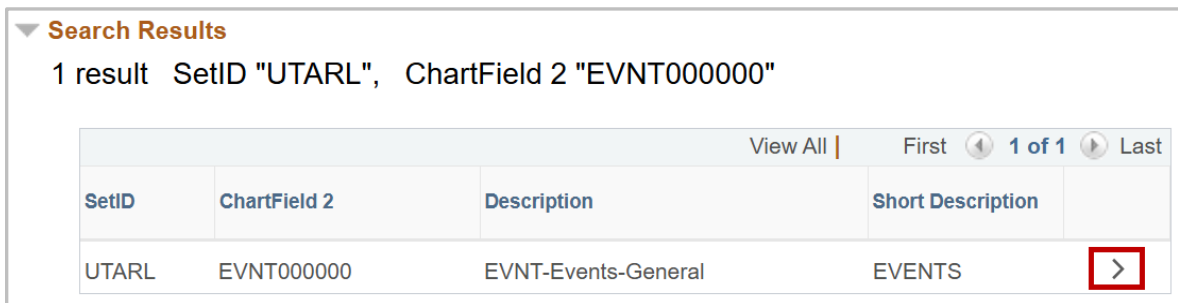 Search Results
1 result   SetID "UTARL",   ChartField 2 "EVNT000000"
View All | First 1 of 1 Last
SetID ChartField 2 Description Short Description
UTARL EVNT000000 EVNT-Events-General EVENTS